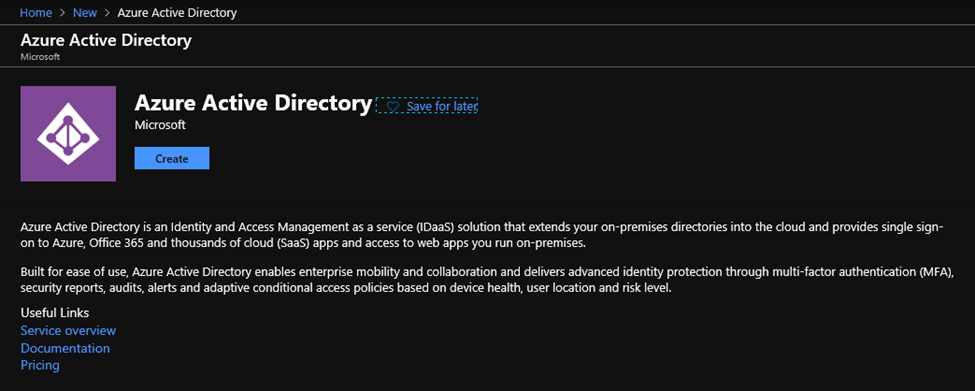 Home > New > Azure Active Directory
Azure Active Directory
Microsoft
Azure Active Directory Save for later
Microsoft
Create
Azure Active Directory is an Identity and Access Management as a service (IDaaS) solution that extends your on-premises directories into the cloud and provides single sign-
on to Azure, Office 365 and thousands of cloud (SaaS) apps and access to web apps you run on-premises.
Built for ease of use, Azure Active Directory enables enterprise mobility and collaboration and delivers advanced identity protection through multi-factor authentication (MFA),
security reports, audits, alerts and adaptive conditional access policies based on device health, user location and risk level.
Useful Links
Service overview
Documentation
Pricing